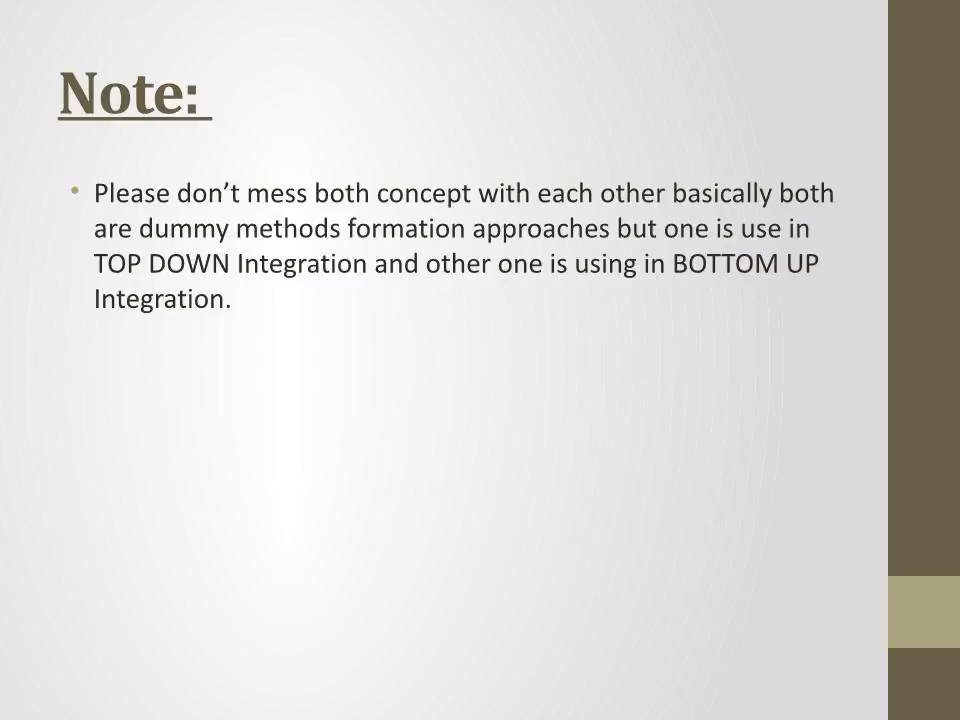 Note:
• Please don’t mess both concept with each other basically both
are dummy methods formation approaches but one is use in
TOP DOWN Integration and other one is using in BOTTOM UP
Integration.